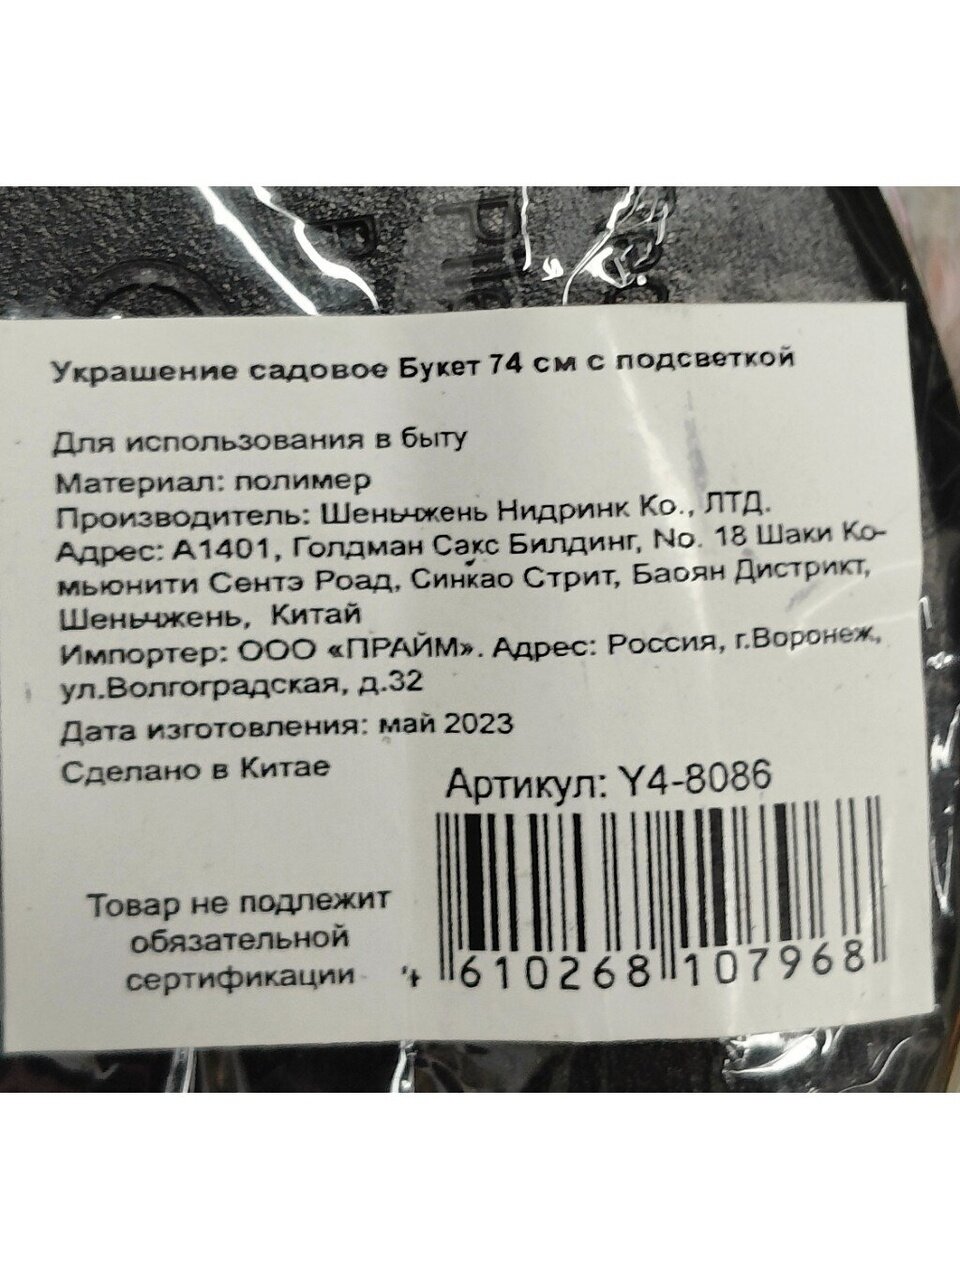 Украшение садовое Букет 74 см с подсветкой
Для использования в быту
Материал: полимер
Производитель: Шеньчжень Нидринк Ко., ЛТД.
Адрес: А1401, Голдман Сакс Билдинг, No. 18 Шаки Ко-
мьюнити Сентэ Роад, Синкао Стрит, Баоян Дистрикт,
Шеньчжень, Китай
Импортер: ООО «ПРАЙМ». Адрес: Россия, г.Воронеж,
ул.Волгоградская, д.32
Дата изготовления: май 2023
Сделано в Китае
Артикул: Y4-8086
Товар не подлежит
обязательной
сертификации
610268 107968